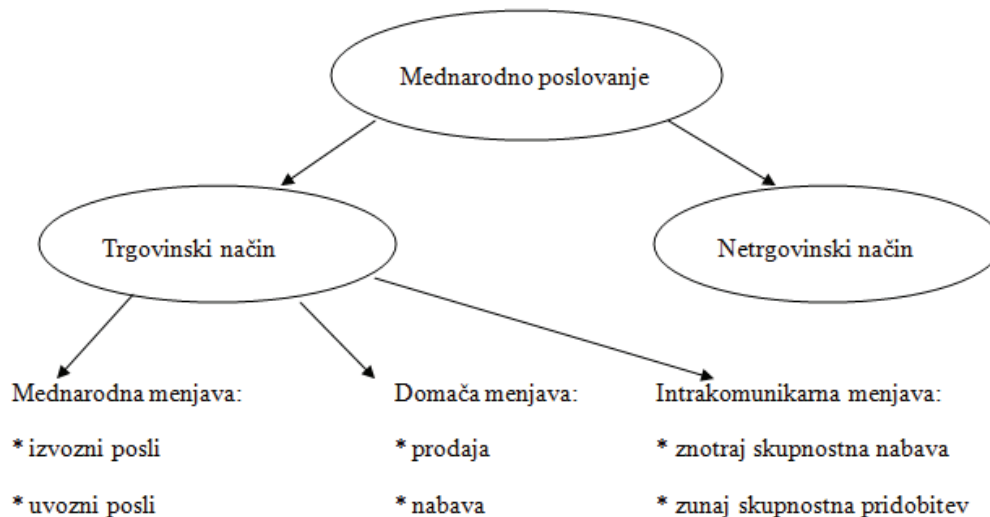 Mednarodno poslovanje
Trgovinski način
Netrgovinski način
Mednarodna menjava:
* izvozni posli
* uvozni posli
Domača menjava:
* prodaja
* nabava
Intrakomunikarna menjava:
* znotraj skupnostna nabava
* zunaj skupnostna pridobitev